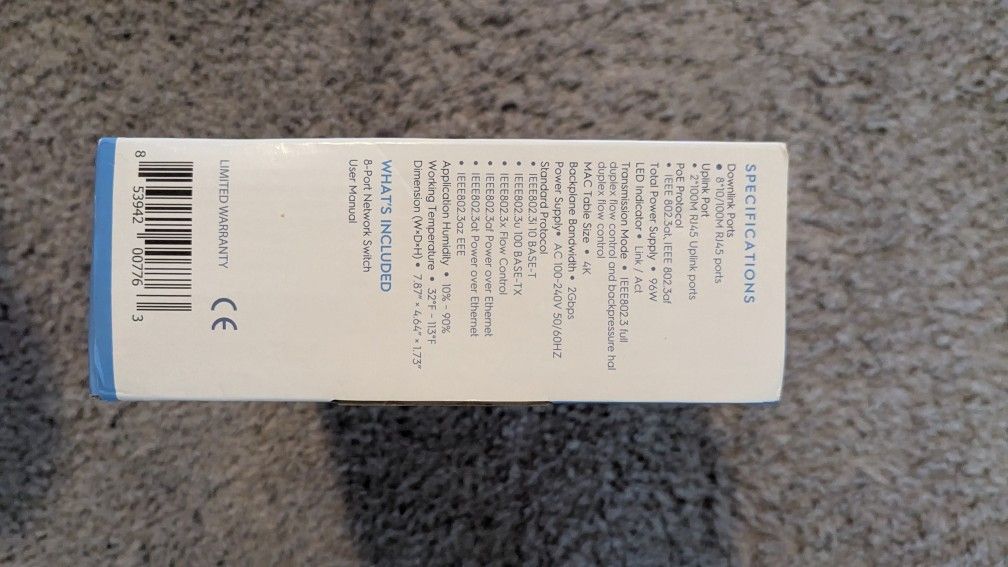 SPECIFICATIONS
Downlink Ports
• 8*10/100M RJ45 ports
Uplink Port
• 2*100M RJ45 Uplink ports
PoE Protocol
• IEEE 802.3at, IEEE 802.3af
Total Power Supply • 96W
LED Indicator • Link / Act
Transmission Mode • IEEE802.3 full
duplex flow control and backpressure hal
duplex flow control
MAC Table Size • 4K
Backplane Bandwidth • 2Gbps
Power Supply • AC 100-240V 50/60HZ
Standard Protocol
• IEEE802.3i 10 BASE-T
• IEEE802.3u 100 BASE-TX
• IEEE802.3x Flow Control
• IEEE802.3af Power over Ethernet
• IEEE802.3at Power over Ethernet
• IEEE802.3az EEE
Application Humidity • 10% - 90%
Working Temperature • 32°F - 113°F
Dimension (W*D*H) • 7.87" × 4.64" × 1.73"
WHAT'S INCLUDED
8-Port Network Switch
User Manual
LIMITED WARRANTY
CE
8 53942 00776 3